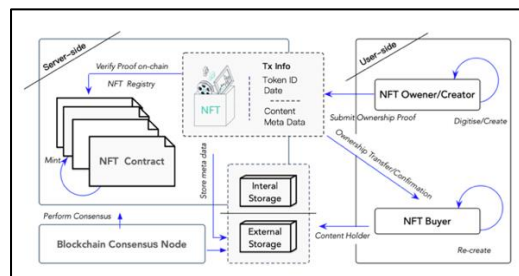 Server-side
User-side
Verify Proof on-chain
NFT Registry
Tx Info
Token ID
Date
Content
Meta Data
NFT
NFT Owener/Creator
Submit Ownership Proof
Digitise/Create
NFT Contract
Mint
Ownership Transfer/Confirmation
Store meta data
Interal
Storage
Perform Consensus
External
Storage
Content Holder
NFT Buyer
Blockchain Consensus Node
Re-create